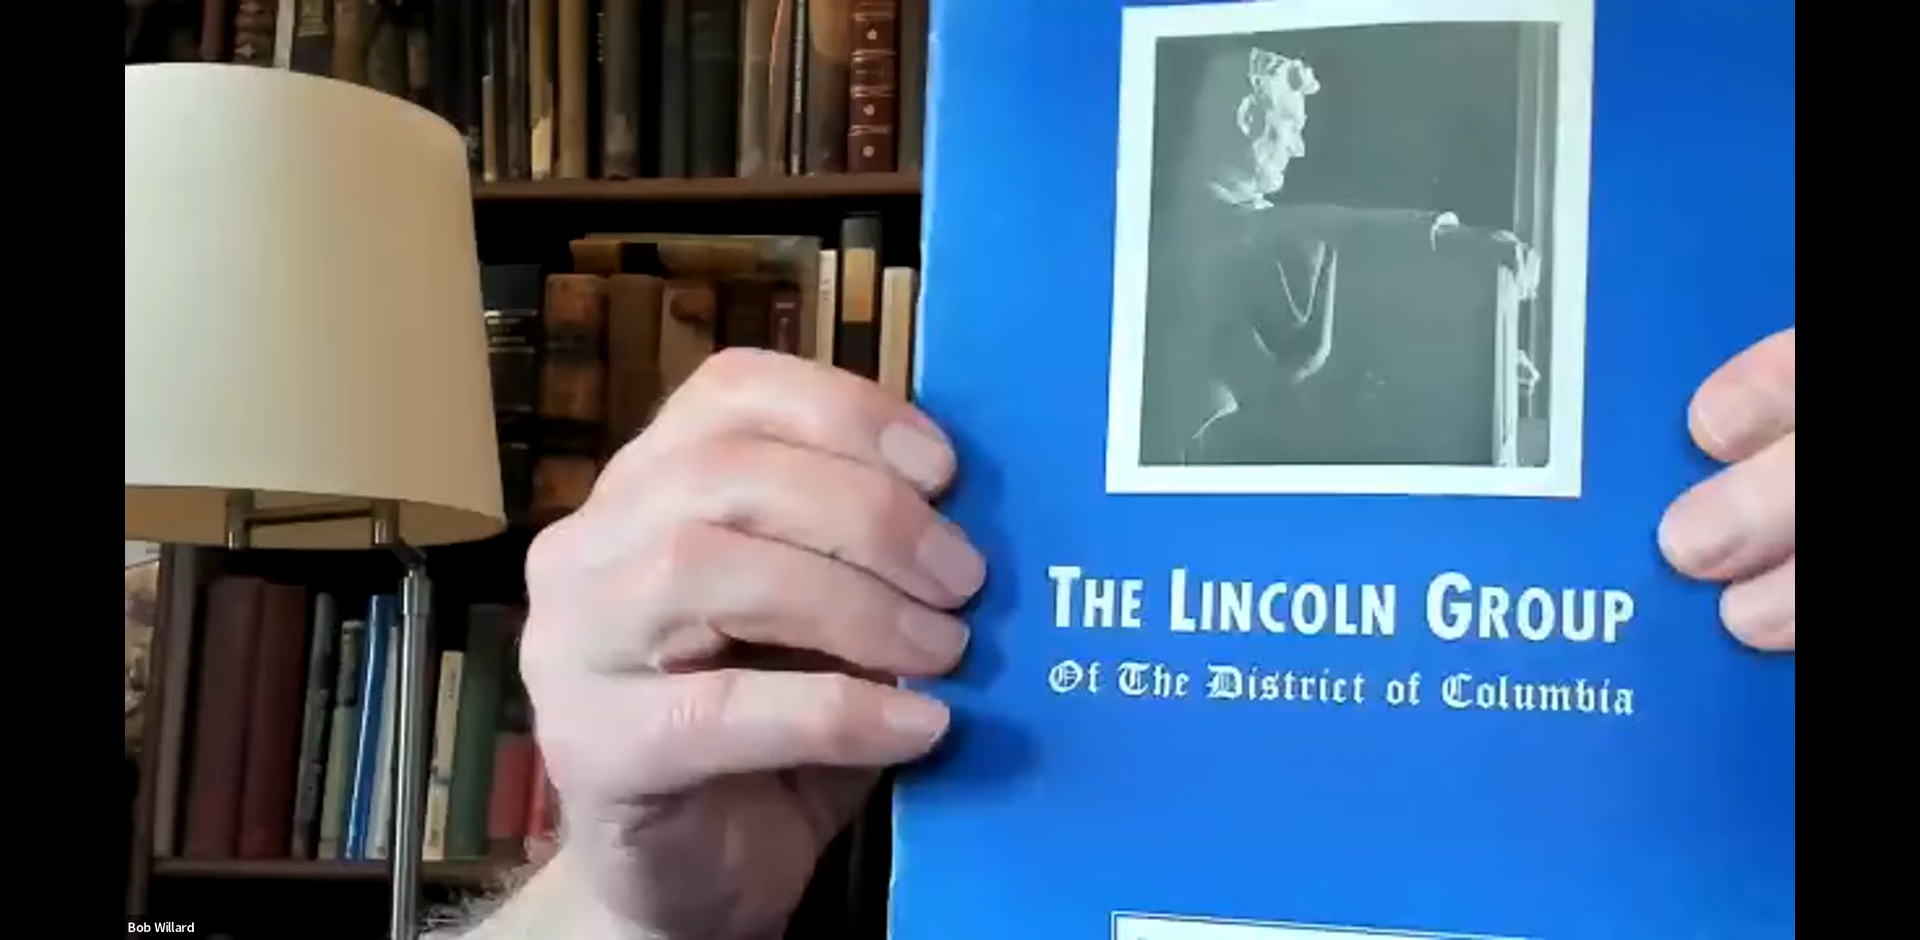 THE LINCOLN GROUP
Of The District of Columbia
Bob Willard